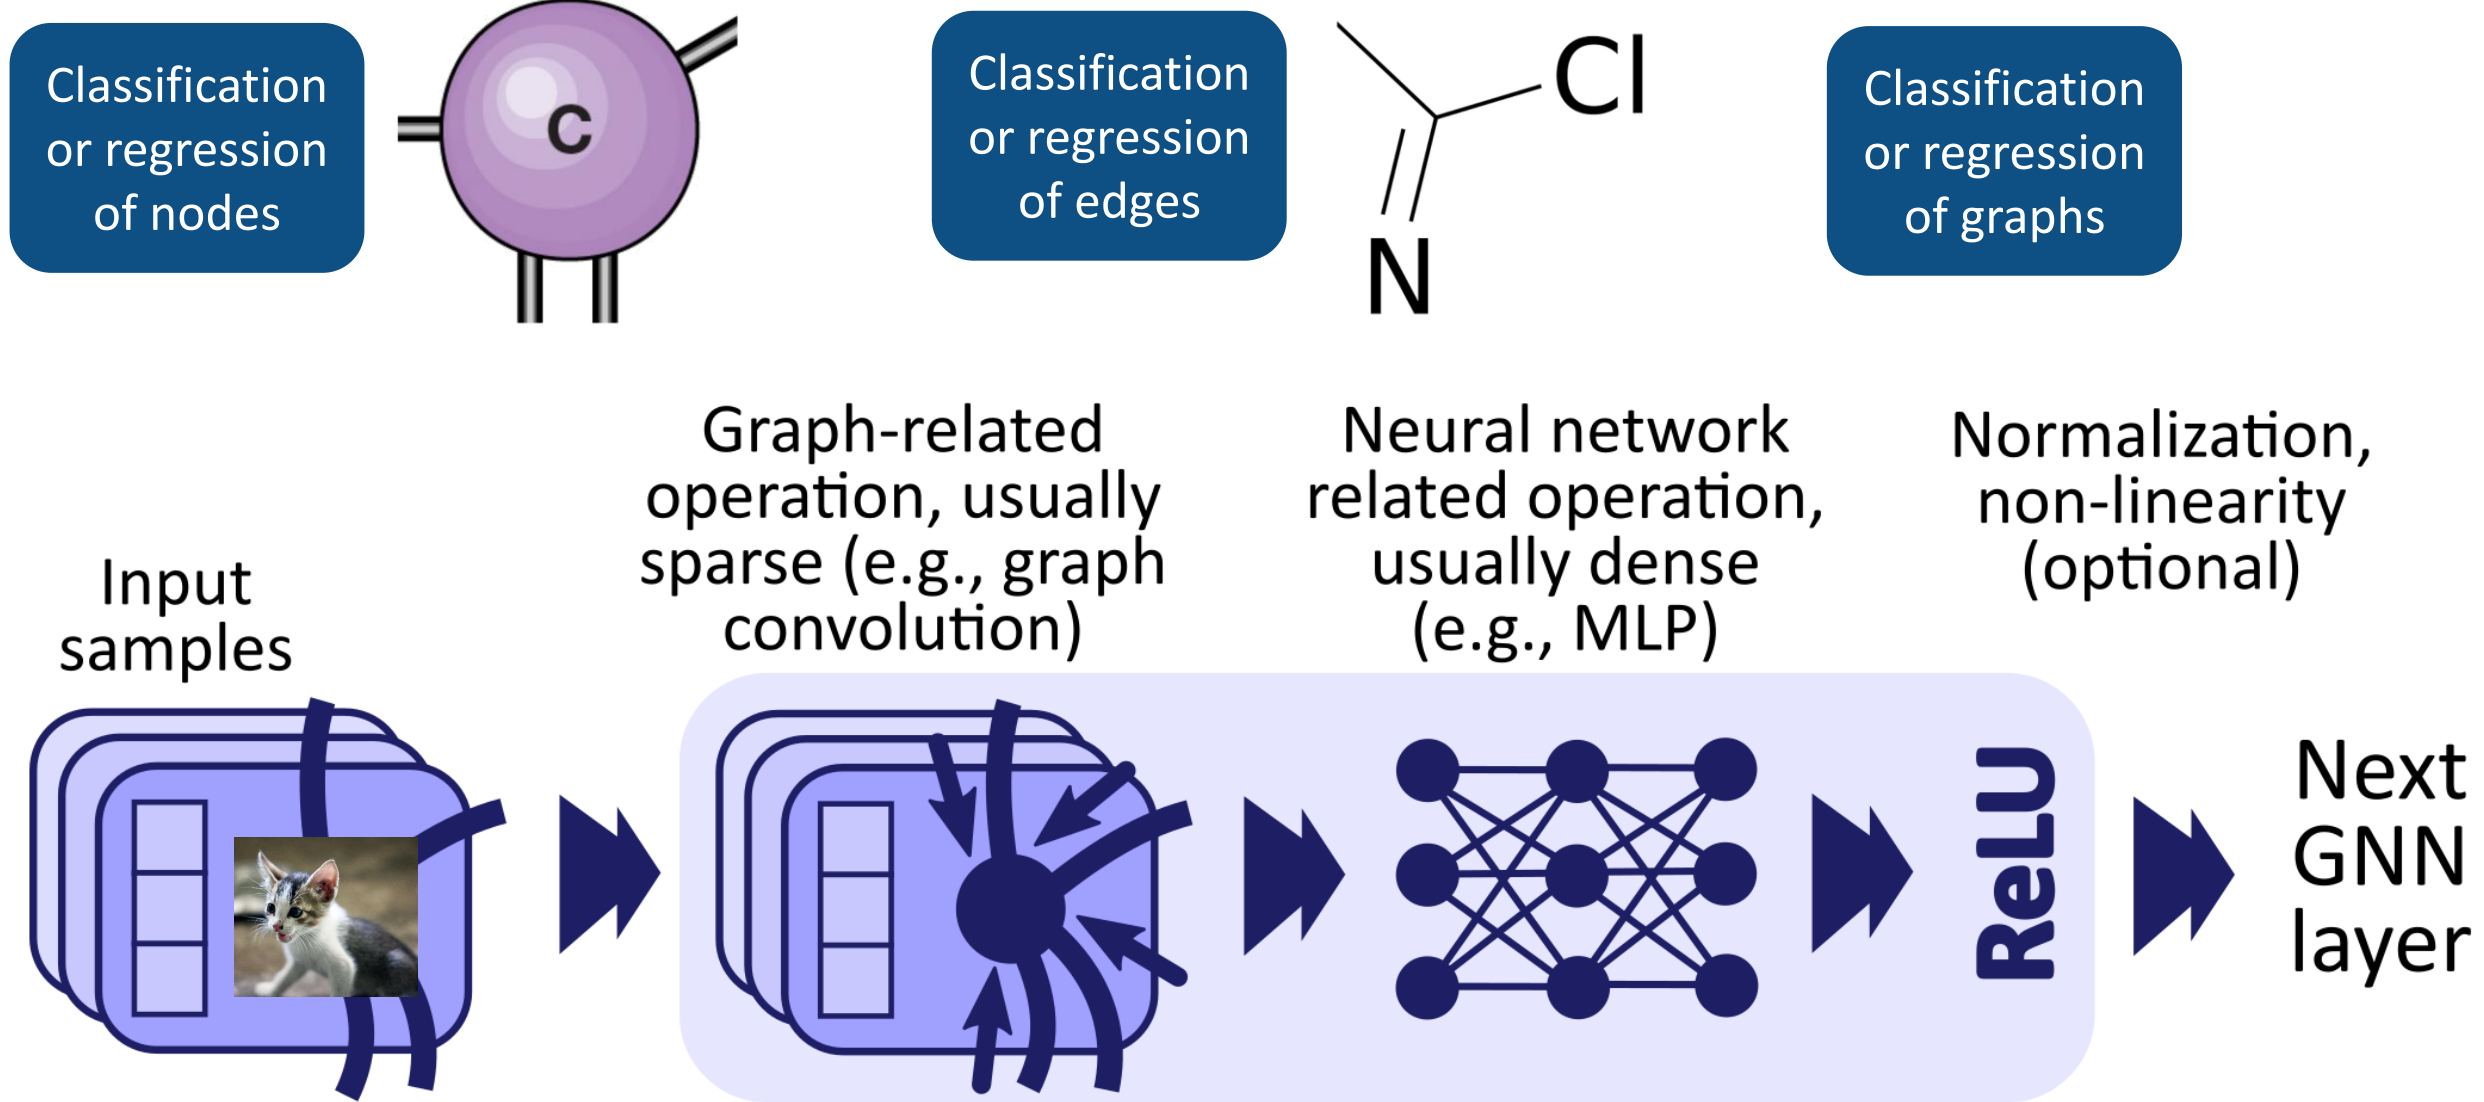 Classification
or regression
of nodes
C
Classification
or regression
of edges
Cl
N
Classification
or regression
of graphs
Input
samples
Graph-related
operation, usually
sparse (e.g., graph
convolution)
Neural network
related operation,
usually dense
(e.g., MLP)
Normalization,
non-linearity
(optional)
ReLU
Next
GNN
layer